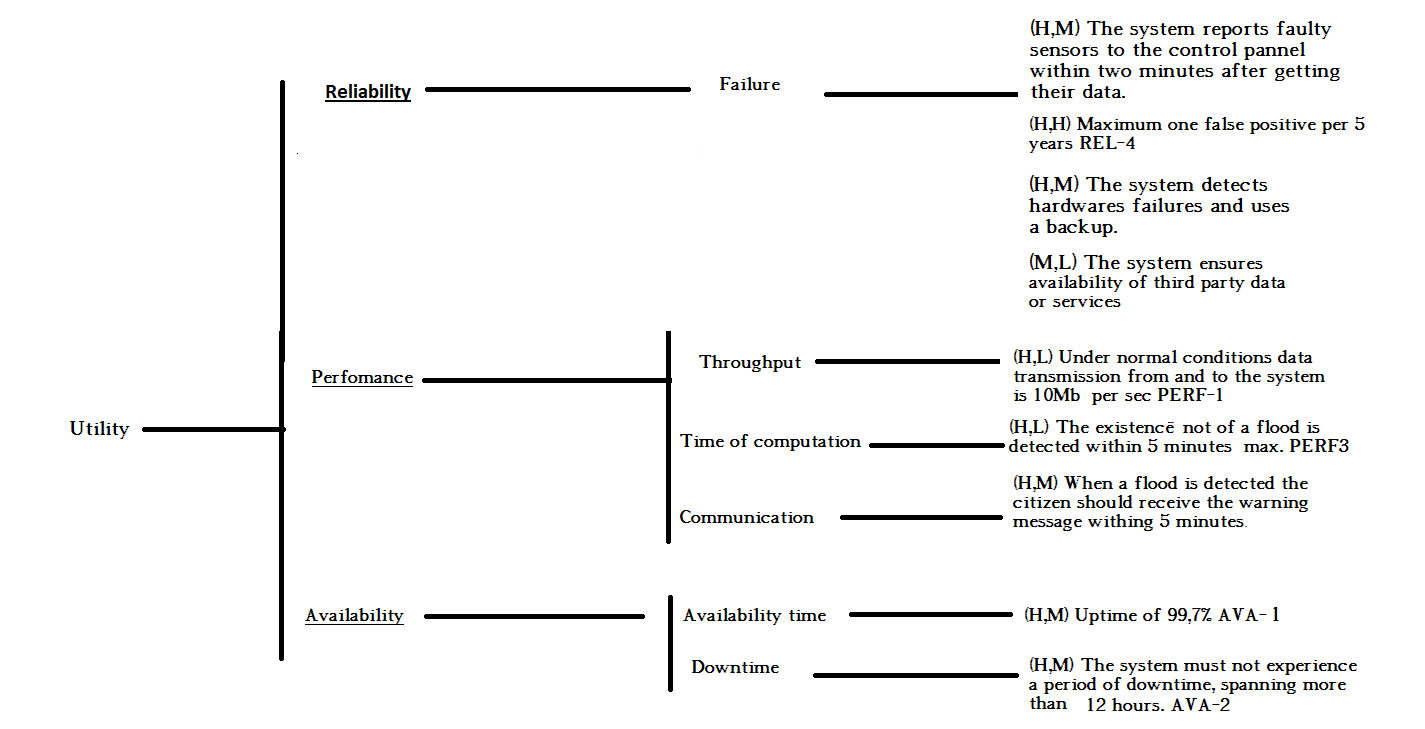 (H,M) The system reports faulty
sensors to the control pannel
within two minutes after getting
their data.
Reliability
Failure
(H,H) Maximum one false positive per 5
years REL-4
(H,M) The system detects
hardwares failures and uses
a backup.
(M,L) The system ensures
availability of third party data
or services
Perfomance
Throughput
(H,L) Under normal conditions data
transmission from and to the system
is 10Mb per sec PERF-1
Utility
Time of computation
(H,L) The existence not of a flood is
detected within 5 minutes max. PERF3
Communication
(H,M) When a flood is detected the
citizen should receive the warning
message withing 5 minutes.
Availability
Availability time
(H,M) Uptime of 99,7% AVA-1
Downtime
(H,M) The system must not experience
a period of downtime, spanning more
than 12 hours. AVA-2